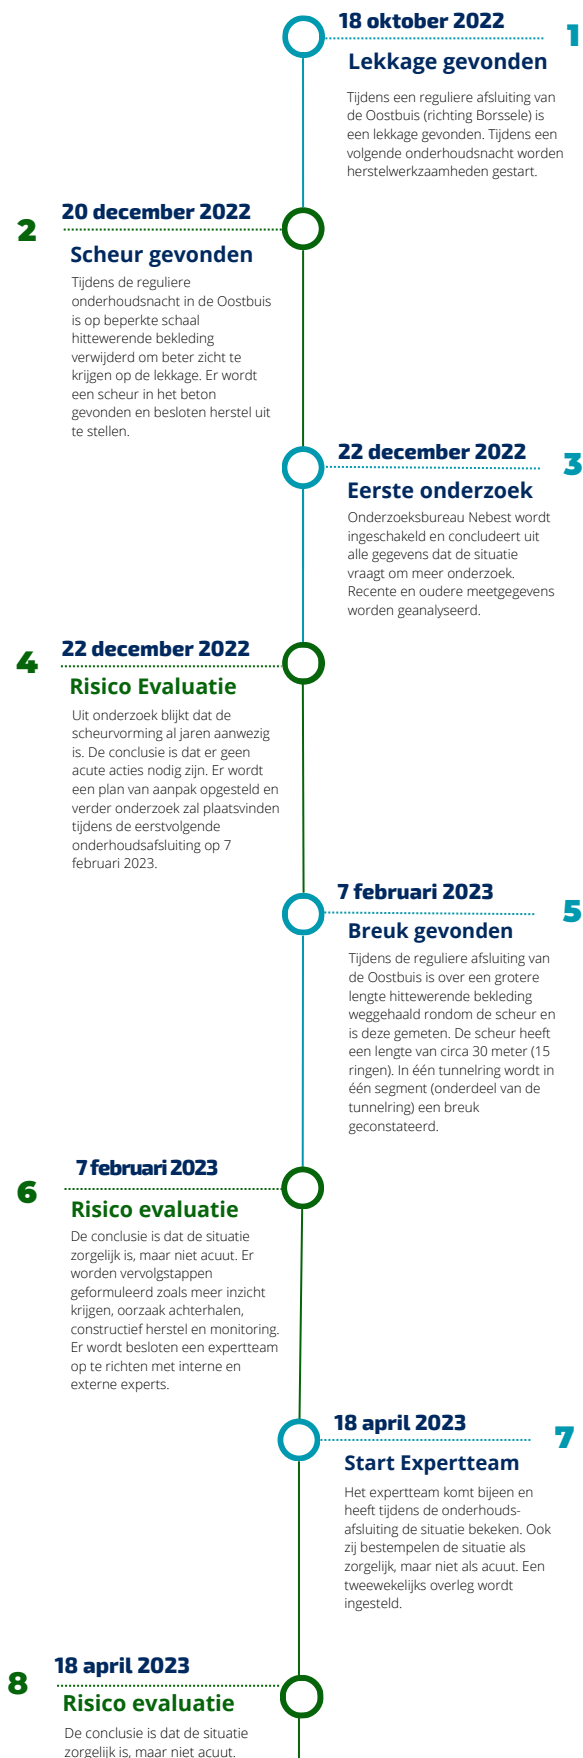 18 oktober 2022
1
Lekkage gevonden
Tijdens een reguliere afsluiting van
de Oostbuis (richting Borssele) is
een lekkage gevonden. Tijdens een
volgende onderhoudsnacht worden
herstelwerkzaamheden gestart.
20 december 2022
2
Scheur gevonden
Tijdens de reguliere
onderhoudsnacht in de Oostbuis
is op beperkte schaal
hittewerende bekleding
verwijderd om beter zicht te
krijgen op de lekkage. Er wordt
een scheur in het beton
gevonden en besloten herstel uit
te stellen.
22 december 2022
3
Eerste onderzoek
Onderzoeksbureau Nebest wordt
ingeschakeld en concludeert uit
alle gegevens dat de situatie
vraagt om meer onderzoek.
Recente en oudere meetgegevens
worden geanalyseerd.
22 december 2022
4
Risico Evaluatie
Uit onderzoek blijkt dat de
scheurvorming al jaren aanwezig
is. De conclusie is dat er geen
acute acties nodig zijn. Er wordt
een plan van aanpak opgesteld en
verder onderzoek zal plaatsvinden
tijdens de eerstvolgende
onderhoudsafsluiting op 7
februari 2023.
7 februari 2023
5
Breuk gevonden
Tijdens de reguliere afsluiting van
de Oostbuis is over een grotere
lengte hittewerende bekleding
weggehaald rondom de scheur en
is deze gemeten. De scheur heeft
een lengte van circa 30 meter (15
ringen). In één tunnelring wordt in
één segment (onderdeel van de
tunnelring) een breuk
geconstateerd.
7 februari 2023
6
Risico evaluatie
De conclusie is dat de situatie
zorgelijk is, maar niet acuut. Er
worden vervolgstappen
geformuleerd zoals meer inzicht
krijgen, oorzaak achterhalen,
constructief herstel en monitoring.
Er wordt besloten een expertteam
op te richten met interne en
externe experts.
18 april 2023
7
Start Expertteam
Het expertteam komt bijeen en
heeft tijdens de onderhouds-
afsluiting de situatie bekeken. Ook
zij bestempelen de situatie als
zorgelijk, maar niet als acuut. Een
tweewekelijks overleg wordt
ingesteld.
18 april 2023
8
Risico evaluatie
De conclusie is dat de situatie
zorgelijk is, maar niet acuut.